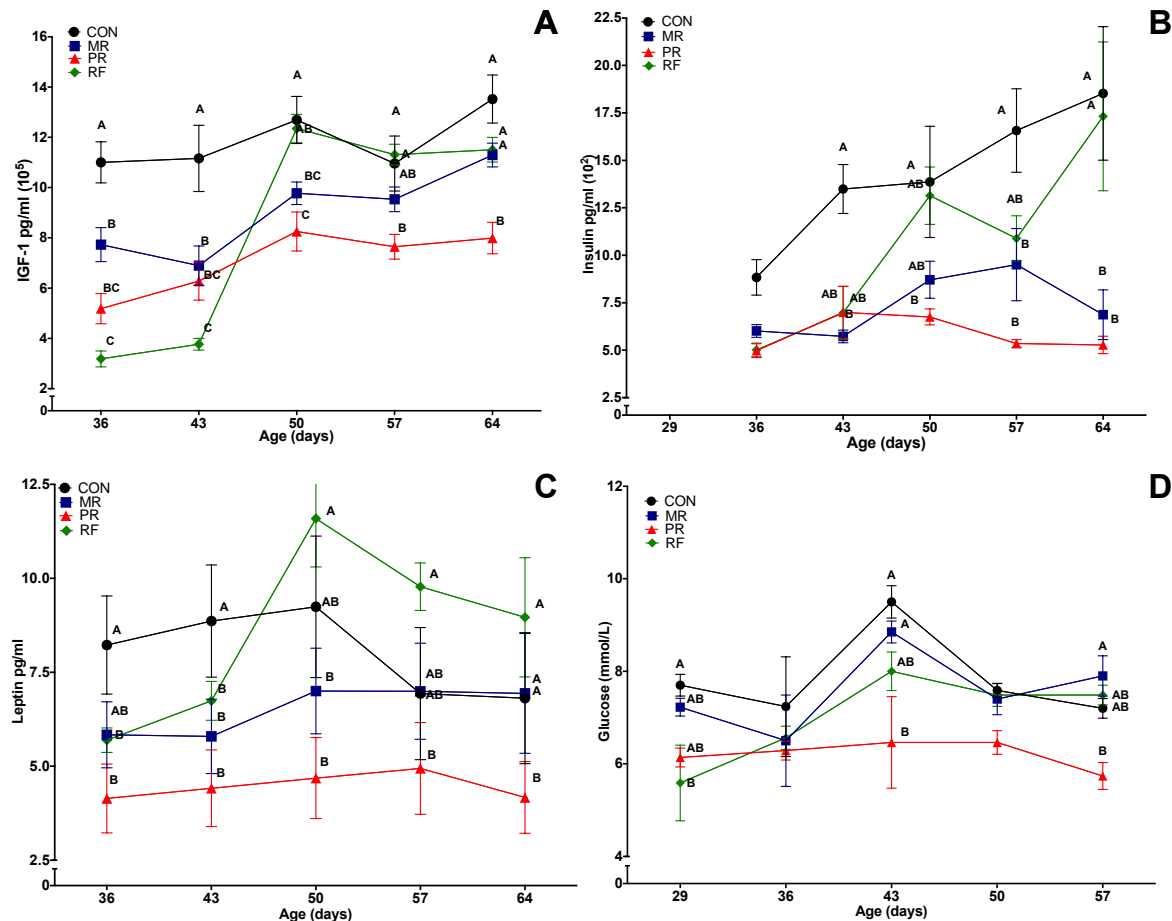 A
CON
MR
PR
RF
IGF-1 pg/ml (10⁵)
16
14
12
10
8
6
4
2
0
A
A
A
A
A
AB
A
A
A
B
B
BC
AB
BC
BC
C
B
B
C
C
36
43
50
57
64
Age (days)
B
CON
MR
PR
RF
Insulin pg/ml (10²)
22.5
20.0
17.5
15.0
12.5
10.0
7.5
5.0
2.5
0
A
A
A
A
A
AB
AB
AB
AB
B
AB
B
B
B
B
B
29
36
43
50
57
64
Age (days)
C
CON
MR
PR
RF
Leptin pg/ml
12.5
10.0
7.5
5.0
2.5
0
A
A
A
A
A
AB
AB
B
B
AB
A
AB
A
B
B
B
B
B
B
B
36
43
50
57
64
Age (days)
D
CON
MR
PR
RF
Glucose (mmol/L)
12
10
8
6
4
0
A
A
A
A
AB
AB
AB
AB
B
B
B
29
36
43
50
57
Age (days)